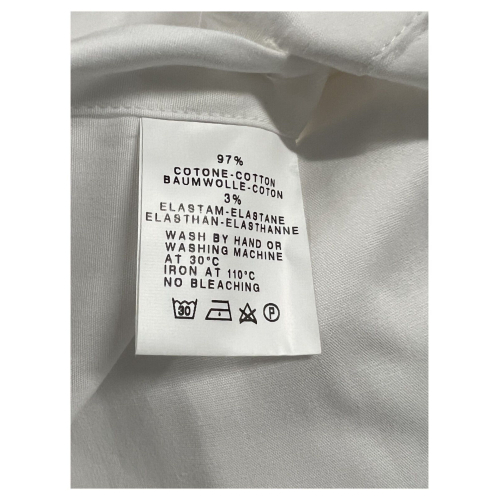 97%
COTONE-COTTON
BAUMWOLLE-COTON
3%
ELASTAM-ELASTANE
ELASTHAN-ELASTHANNE
WASH BY HAND OR
WASHING MACHINE
AT 30°C
IRON AT 110°C
NO BLEACHING
30 P